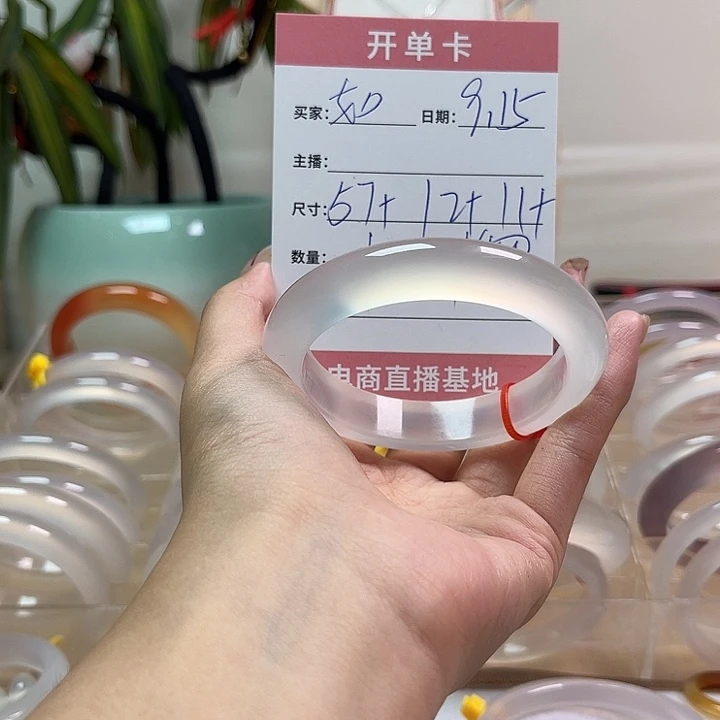 开单卡
买家: 如 日期: 9.15
主播:
尺寸: 57+ 12+ 11+
数量:
电商直播基地